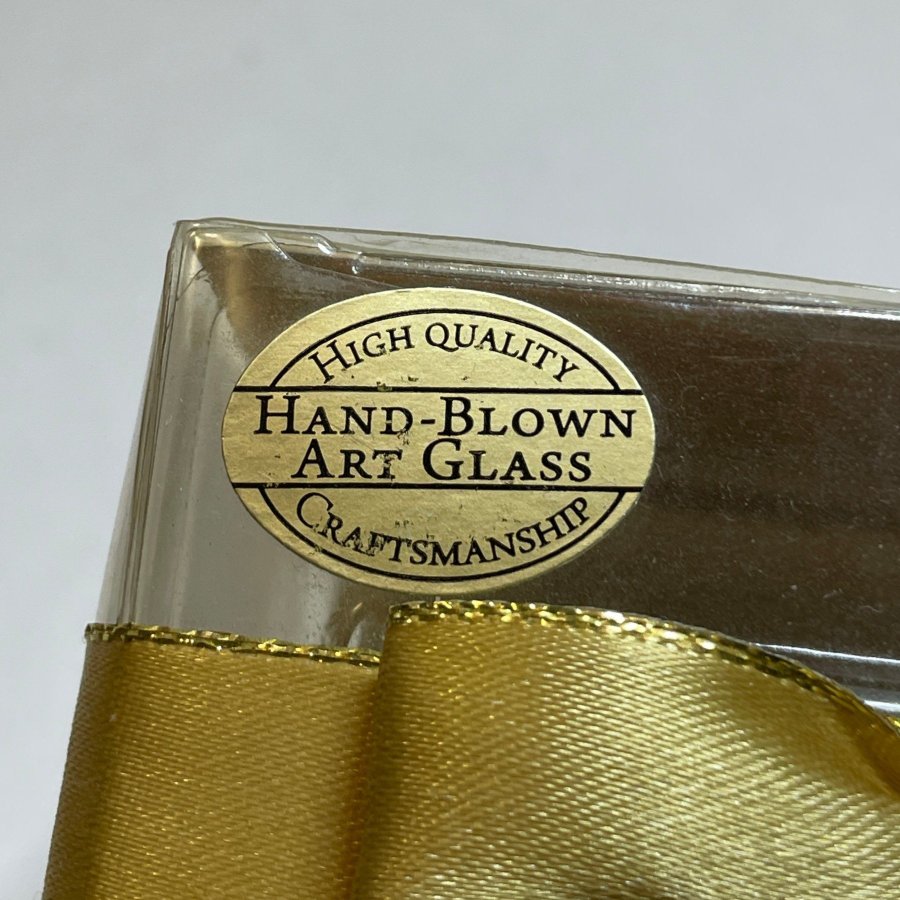 HIGH QUALITY
HAND-BLOWN
ART GLASS
CRAFTSMANSHIP